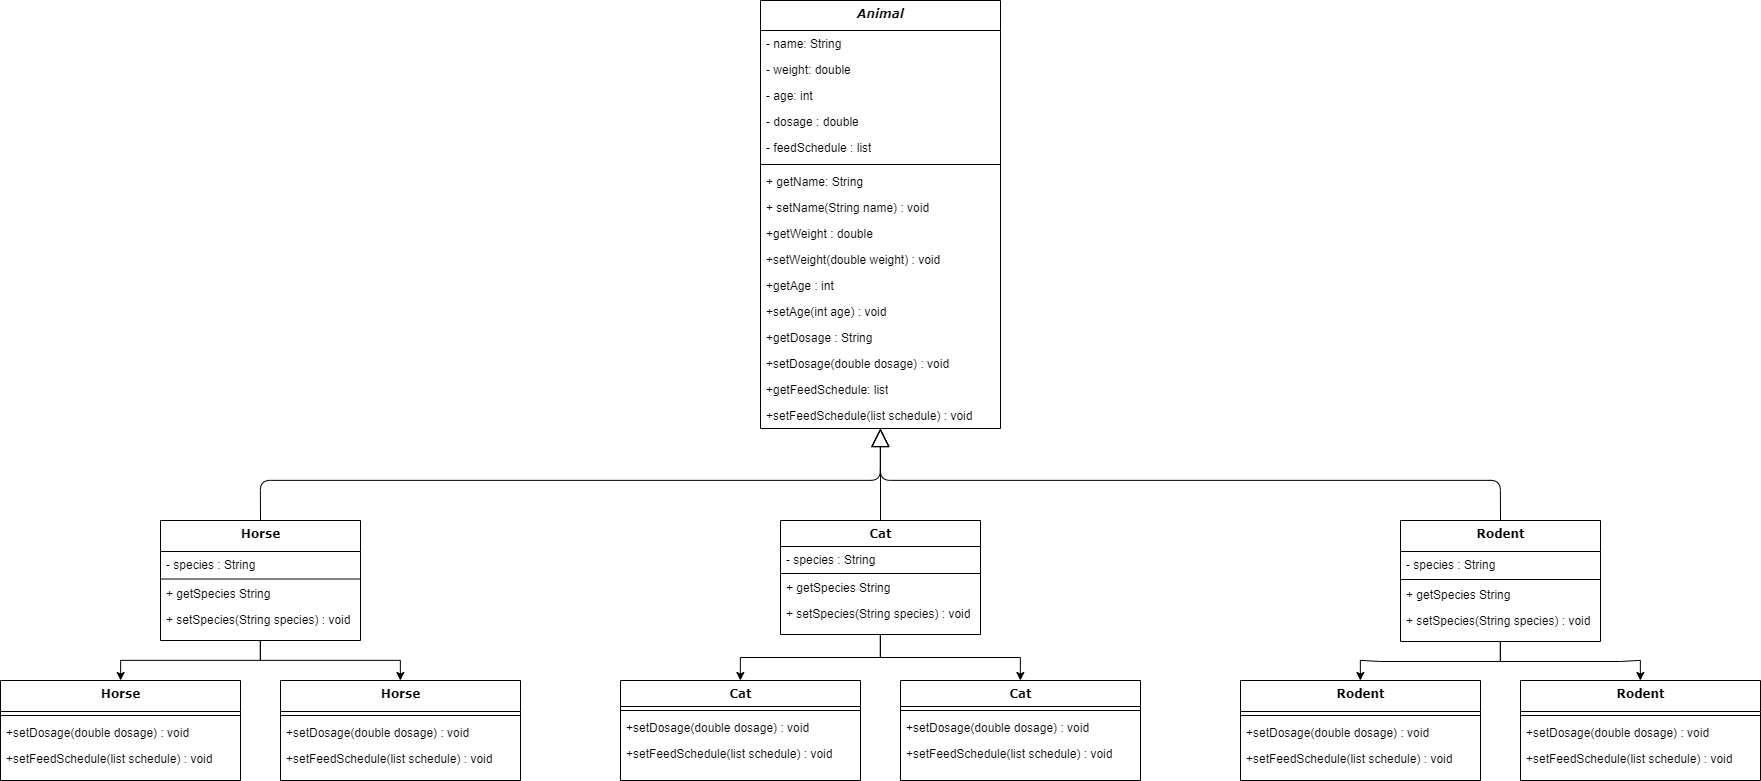 Animal
- name: String
- weight: double
- age: int
- dosage : double
- feedSchedule : list
+ getName: String
+ setName(String name) : void
+getWeight : double
+setWeight(double weight) : void
+getAge : int
+setAge(int age) : void
+getDosage : String
+setDosage(double dosage) : void
+getFeedSchedule: list
+setFeedSchedule(list schedule) : void
Horse
- species : String
+ getSpecies String
+ setSpecies(String species) : void
Cat
- species : String
+ getSpecies String
+ setSpecies(String species) : void
Rodent
- species : String
+ getSpecies String
+ setSpecies(String species) : void
Horse
+setDosage(double dosage) : void
+setFeedSchedule(list schedule) : void
Horse
+setDosage(double dosage) : void
+setFeedSchedule(list schedule) : void
Cat
+setDosage(double dosage) : void
+setFeedSchedule(list schedule) : void
Cat
+setDosage(double dosage) : void
+setFeedSchedule(list schedule) : void
Rodent
+setDosage(double dosage) : void
+setFeedSchedule(list schedule) : void
Rodent
+setDosage(double dosage) : void
+setFeedSchedule(list schedule) : void